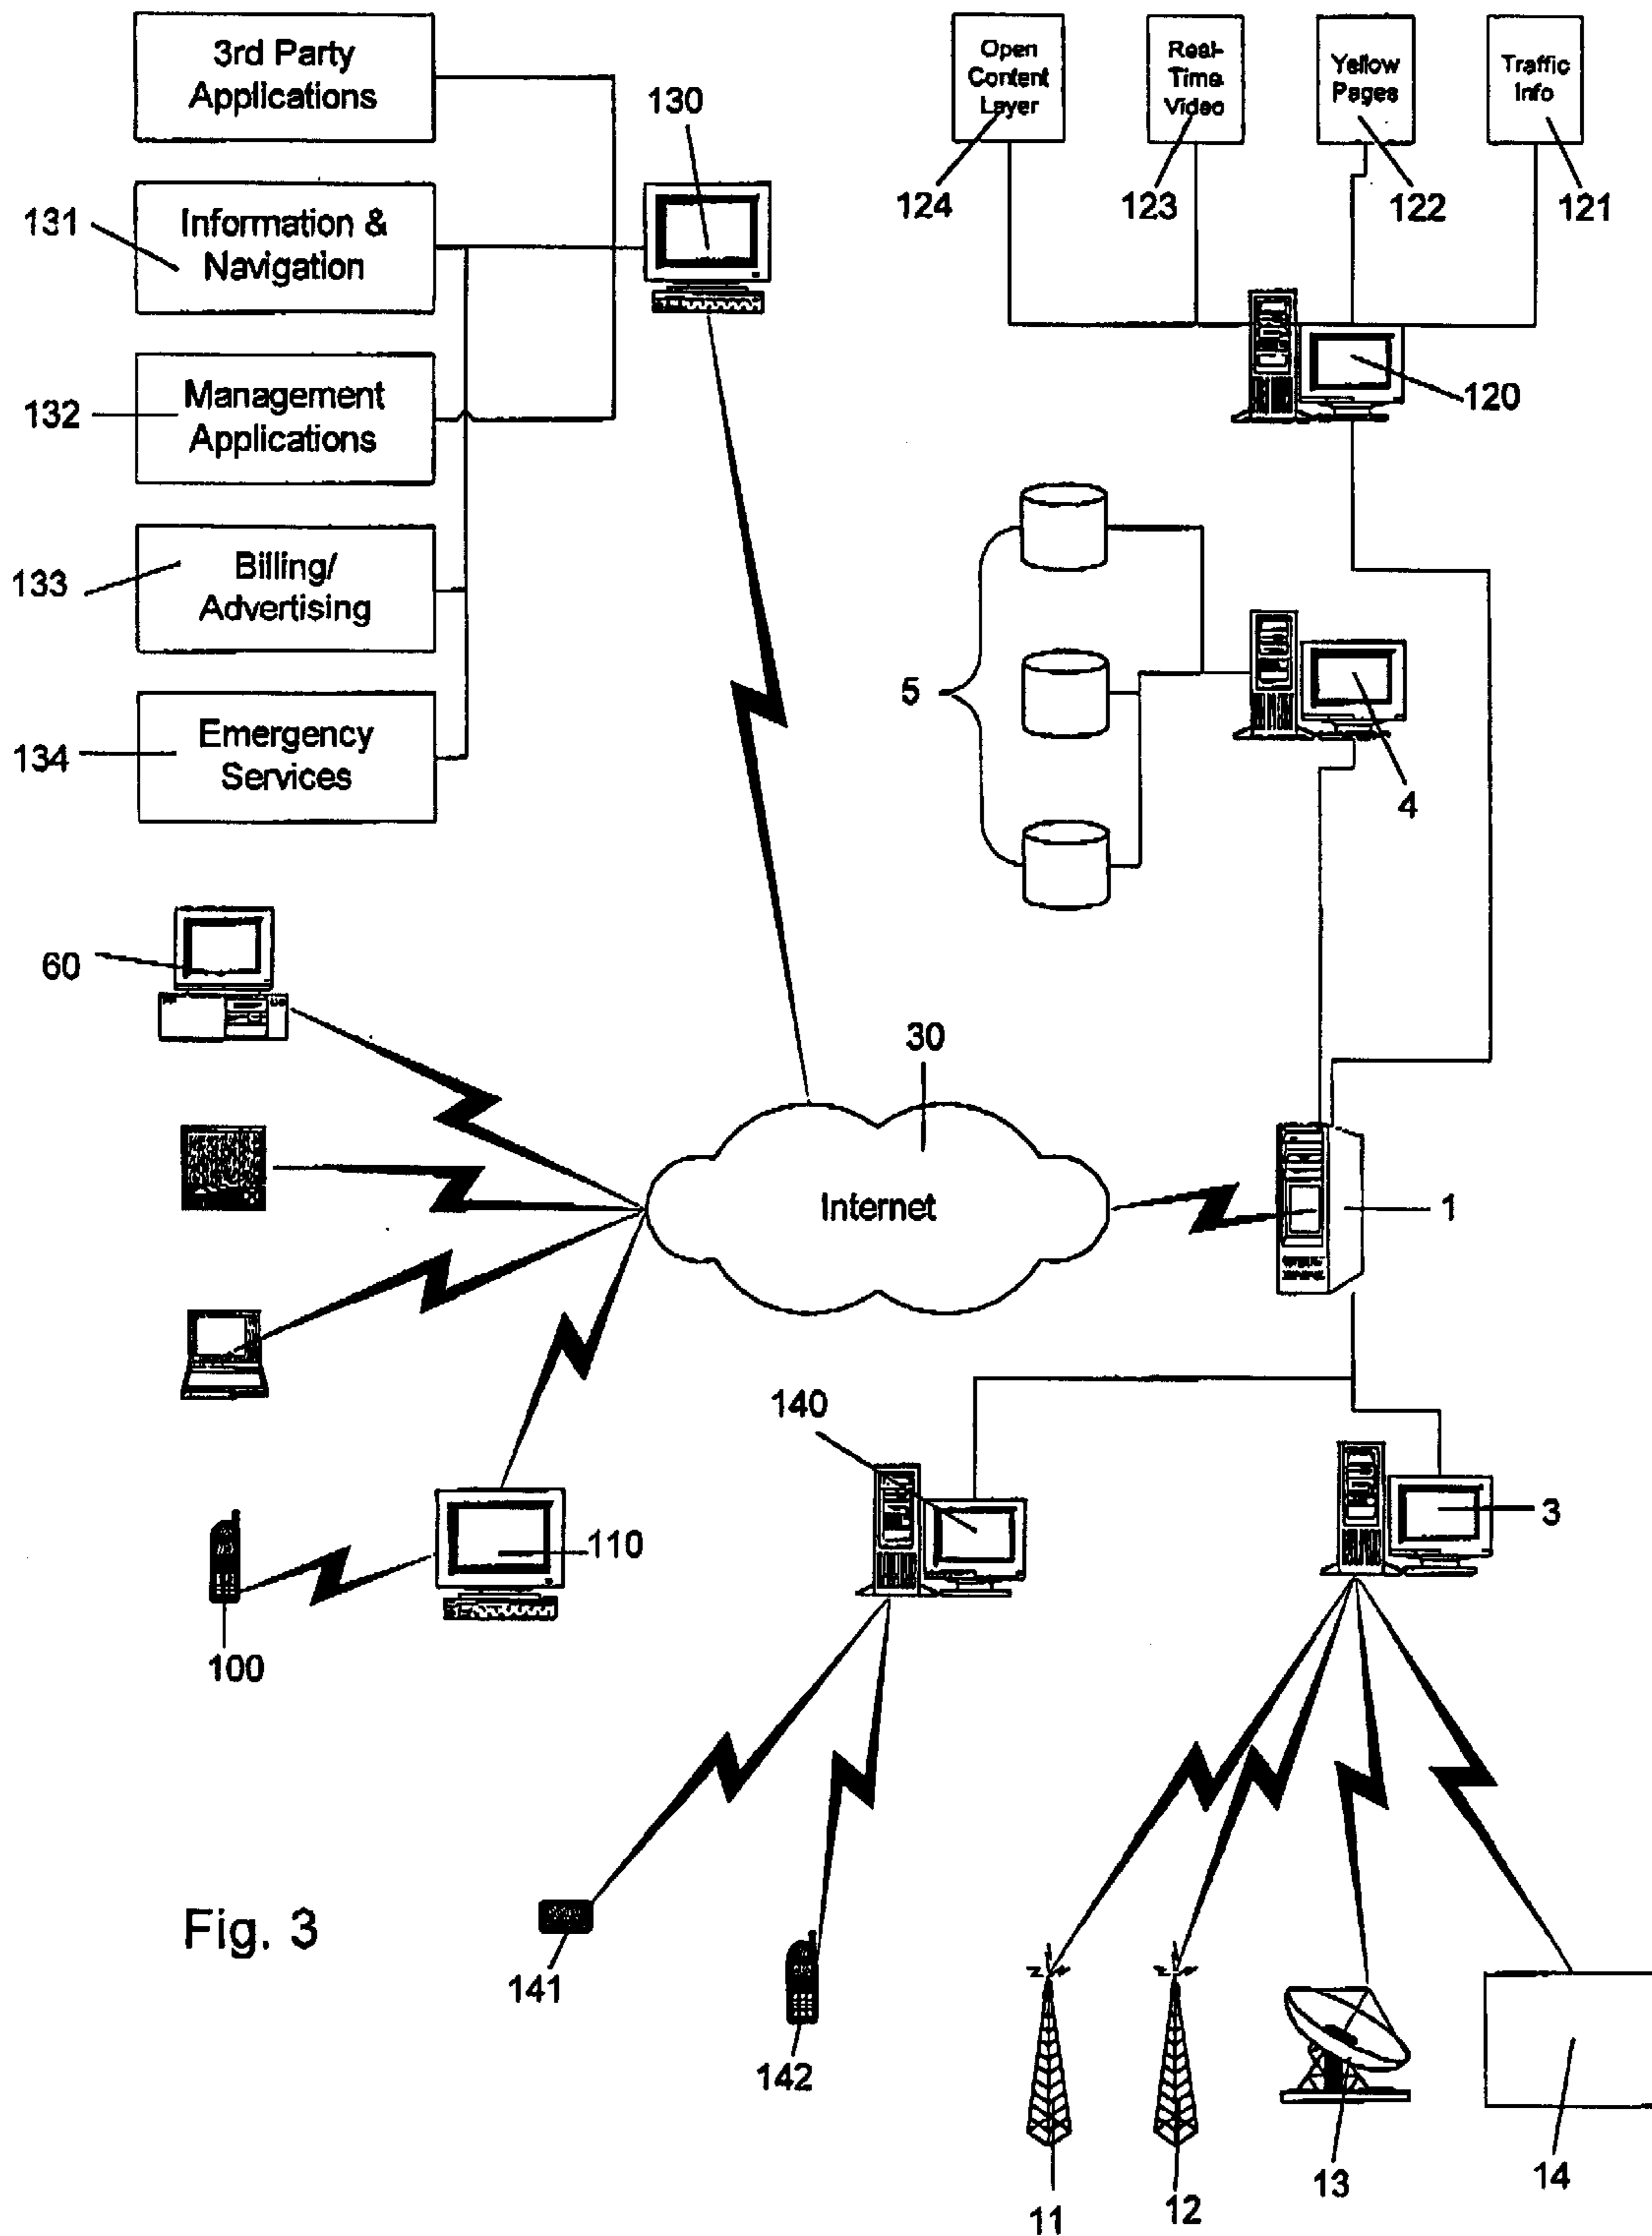 3rd Party
Applications
130
Open
Content
Layer
Real-
Time
Video
Yellow
Pages
Traffic
Info
124
123
122
121
131
Information &
Navigation
132
Management
Applications
120
133
Billing/
Advertising
5
134
Emergency
Services
4
60
30
Internet
1
140
110
3
100
Fig. 3
141
142
11
12
13
14